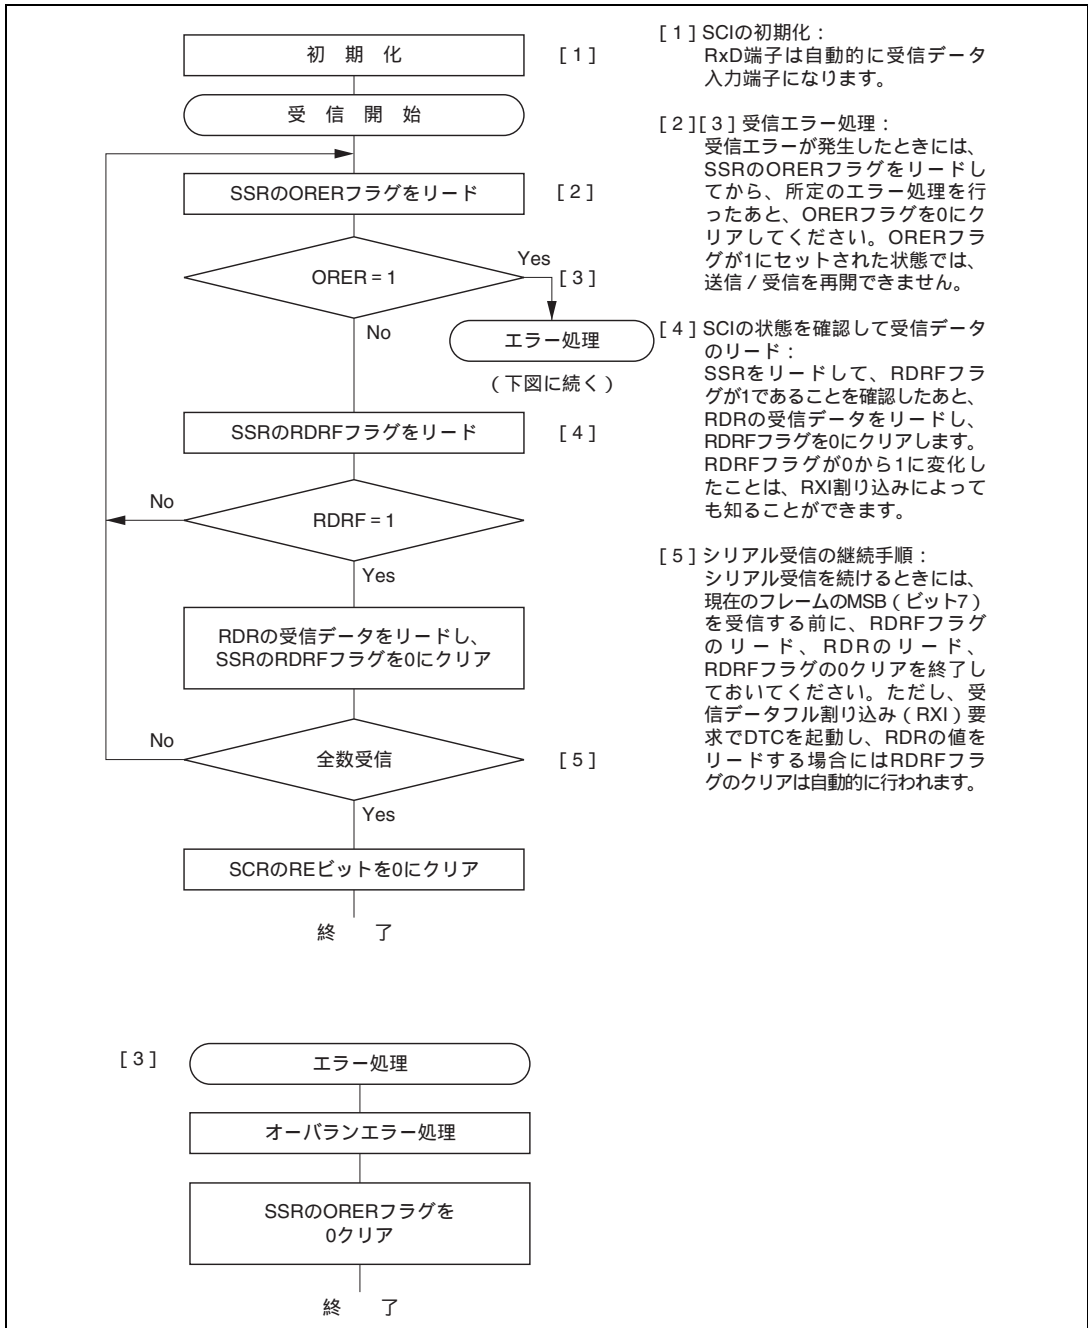 初 期 化
[ 1 ]
受 信 開 始
SSRのORERフラグをリード
[ 2 ]
ORER = 1
Yes
[ 3 ]
No
エラー処理
( 下図に続く )
SSRのRDRFフラグをリード
[ 4 ]
No
RDRF = 1
Yes
RDRの受信データをリードし、
SSRのRDRFフラグを0にクリア
No
全数受信
[ 5 ]
Yes
SCRのREビットを0にクリア
終 了
[ 1 ] SCIの初期化：
RxD端子は自動的に受信データ
入力端子になります。
[ 2 ][ 3 ] 受信エラー処理：
受信エラーが発生したときには、
SSRのORERフラグをリードし
てから、所定のエラー処理を行
ったあと、ORERフラグを0にク
リアしてください。ORERフラ
グが1にセットされた状態では、
送信 / 受信を再開できません。
[ 4 ] SCIの状態を確認して受信データ
のリード：
SSRをリードして、RDRFフラ
グが1であることを確認したあと、
RDRの受信データをリードし、
RDRFフラグを0にクリアします。
RDRFフラグが0から1に変化し
たことは、RXI割り込みによって
も知ることができます。
[ 5 ] シリアル受信の継続手順：
シリアル受信を続けるときには、
現在のフレームのMSB ( ビット7 )
を受信する前に、RDRFフラグ
のリード、RDRのリード、
RDRFフラグの0クリアを終了し
ておいてください。ただし、受
信データフル割り込み ( RXI ) 要
求でDTCを起動し、RDRの値を
リードする場合にはRDRFフラ
グのクリアは自動的に行われます。
[ 3 ]
エラー処理
オーバランエラー処理
SSRのORERフラグを
0クリア
終 了